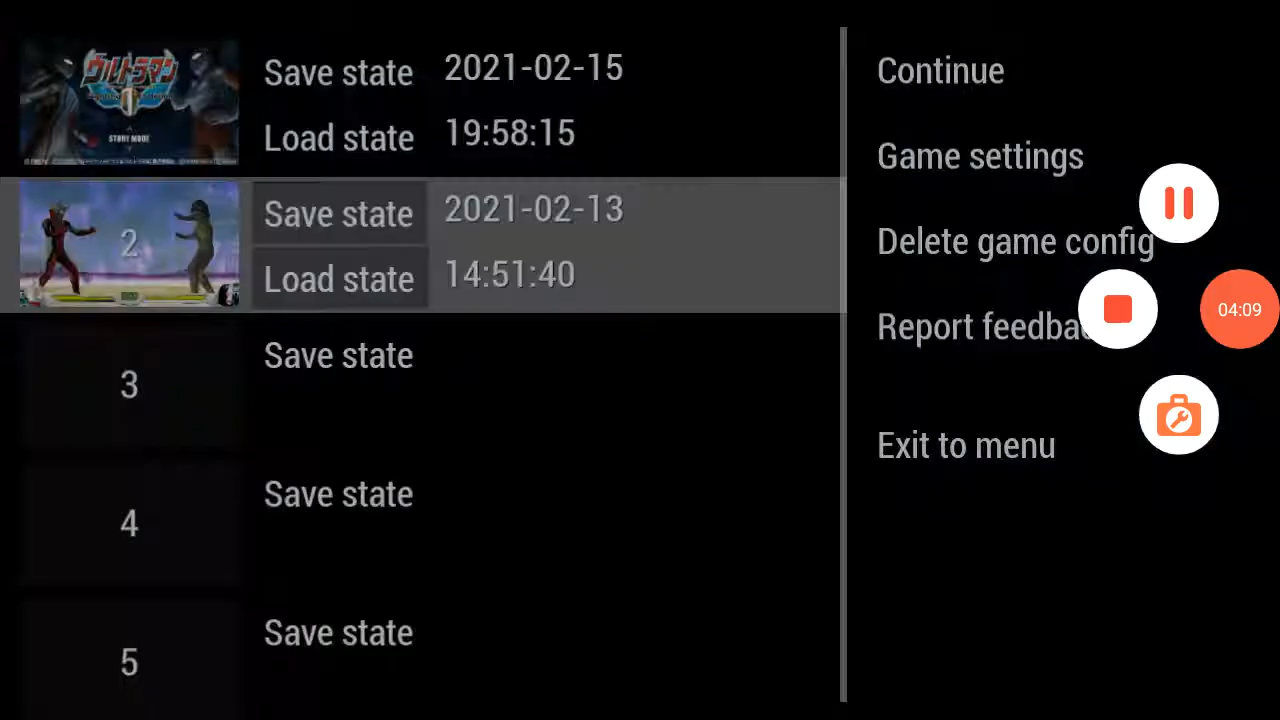 ウルトラマン
STORY MODE
Save state 2021-02-15
Load state 19:58:15
2
Save state 2021-02-13
Load state 14:51:40
3
Save state
4
Save state
5
Save state
Continue
Game settings
Delete game config
Report feedba
Exit to menu
04:09